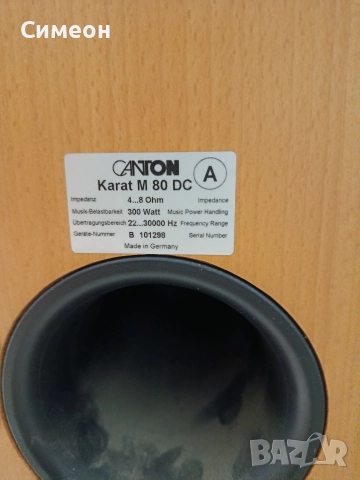 Симеон
CANTON
Karat M 80 DC
A
Impedanz 4...8 Ohm Impedance
Musik-Belastbarkeit 300 Watt Music Power Handling
Übertragungsbereich 22...30000 Hz Frequency Range
Geräte-Nummer B 101298 Serial Number
Made in Germany
BAZAR